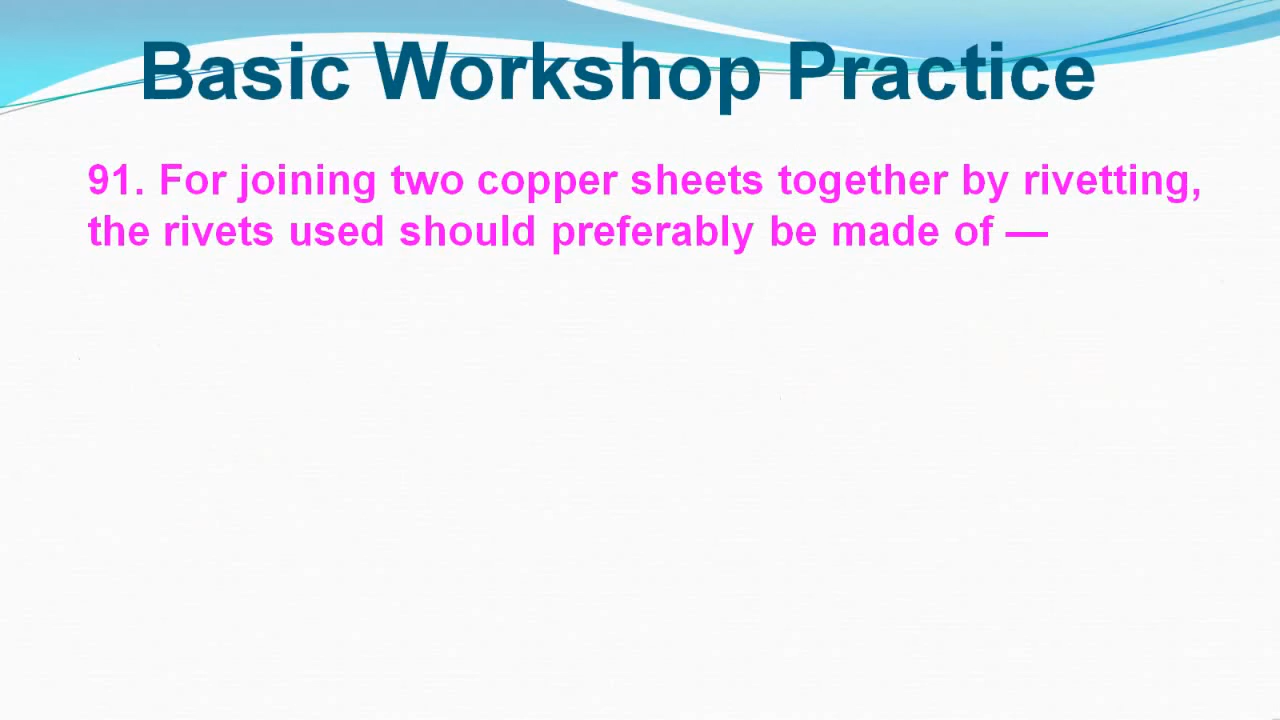 Basic Workshop Practice
91. For joining two copper sheets together by rivetting,
the rivets used should preferably be made of —